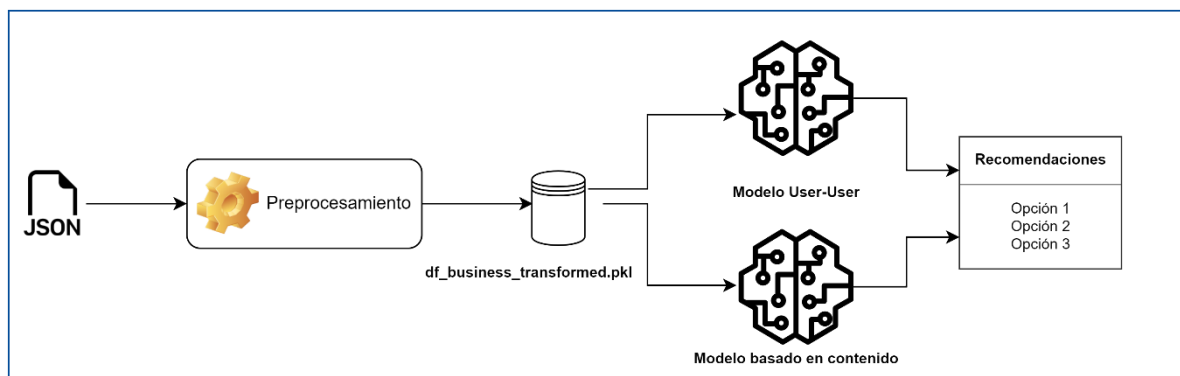 JSON
Preprocesamiento
df_business_transformed.pkl
Modelo User-User
Modelo basado en contenido
Recomendaciones
Opción 1
Opción 2
Opción 3